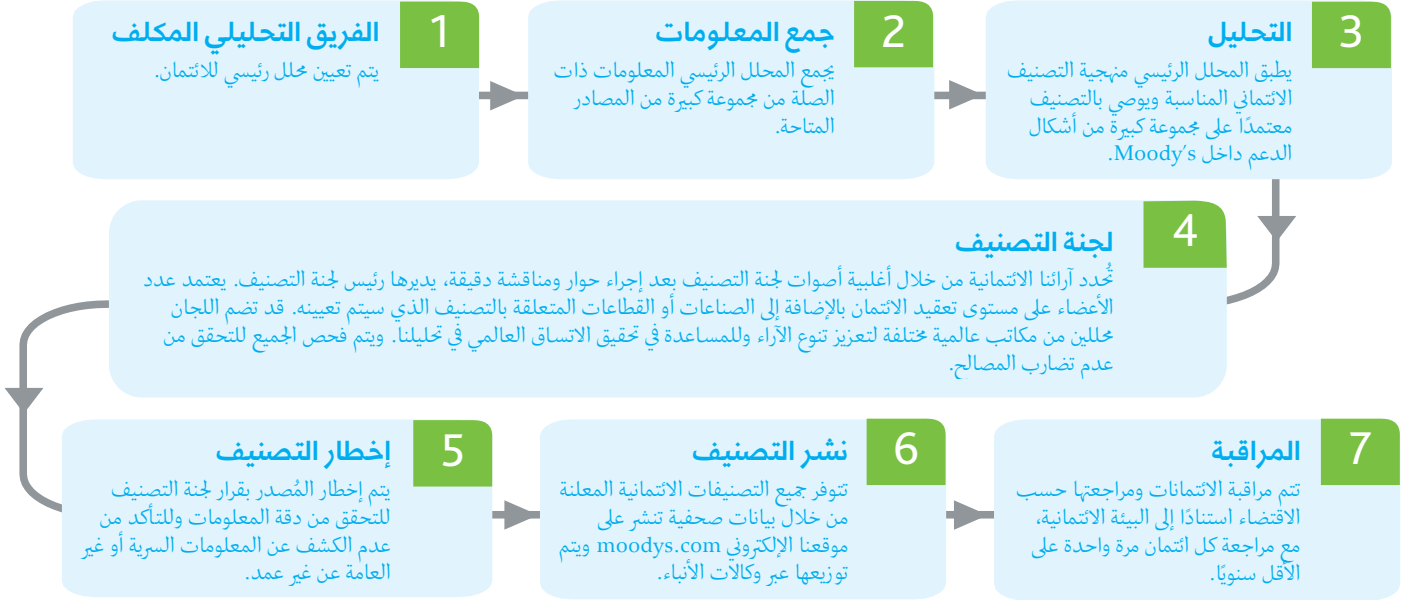 1
الفريق التحليلي المكلف
يتم تعيين محلل رئيسي للائتمان.
2
جمع المعلومات
يجمع المحلل الرئيسي المعلومات ذات
الصلة من مجموعة كبيرة من المصادر
المتاحة.
3
التحليل
يطبق المحلل الرئيسي منهجية التصنيف
الائتماني المناسبة ويوصي بالتصنيف
معتمدًا على مجموعة كبيرة من أشكال
الدعم داخل Moody's.
4
لجنة التصنيف
تُحدد آرائنا الائتمانية من خلال أغلبية أصوات لجنة التصنيف بعد إجراء حوار ومناقشة دقيقة، يديرها رئيس لجنة التصنيف. يعتمد عدد
الأعضاء على مستوى تعقيد الائتمان بالإضافة إلى الصناعات أو القطاعات المتعلقة بالتصنيف الذي سيتم تعيينه. قد تضم اللجان
محللين من مكاتب عالمية مختلفة لتعزيز تنوع الآراء وللمساعدة في تحقيق الاتساق العالمي في تحليلنا. ويتم فحص الجميع للتحقق من
عدم تضارب المصالح.
5
إخطار التصنيف
يتم إخطار المُصدر بقرار لجنة التصنيف
للتحقق من دقة المعلومات وللتأكد من
عدم الكشف عن المعلومات السرية أو غير
العامة عن غير عمد.
6
نشر التصنيف
تتوفر جميع التصنيفات الائتمانية المعلنة
من خلال بيانات صحفية تنشر على
موقعنا الإلكتروني moodys.com ويتم
توزيعها عبر وكالات الأنباء.
7
المراقبة
تتم مراقبة الائتمانات ومراجعتها حسب
الاقتضاء استنادًا إلى البيئة الائتمانية،
مع مراجعة كل ائتمان مرة واحدة على
الأقل سنويًا.